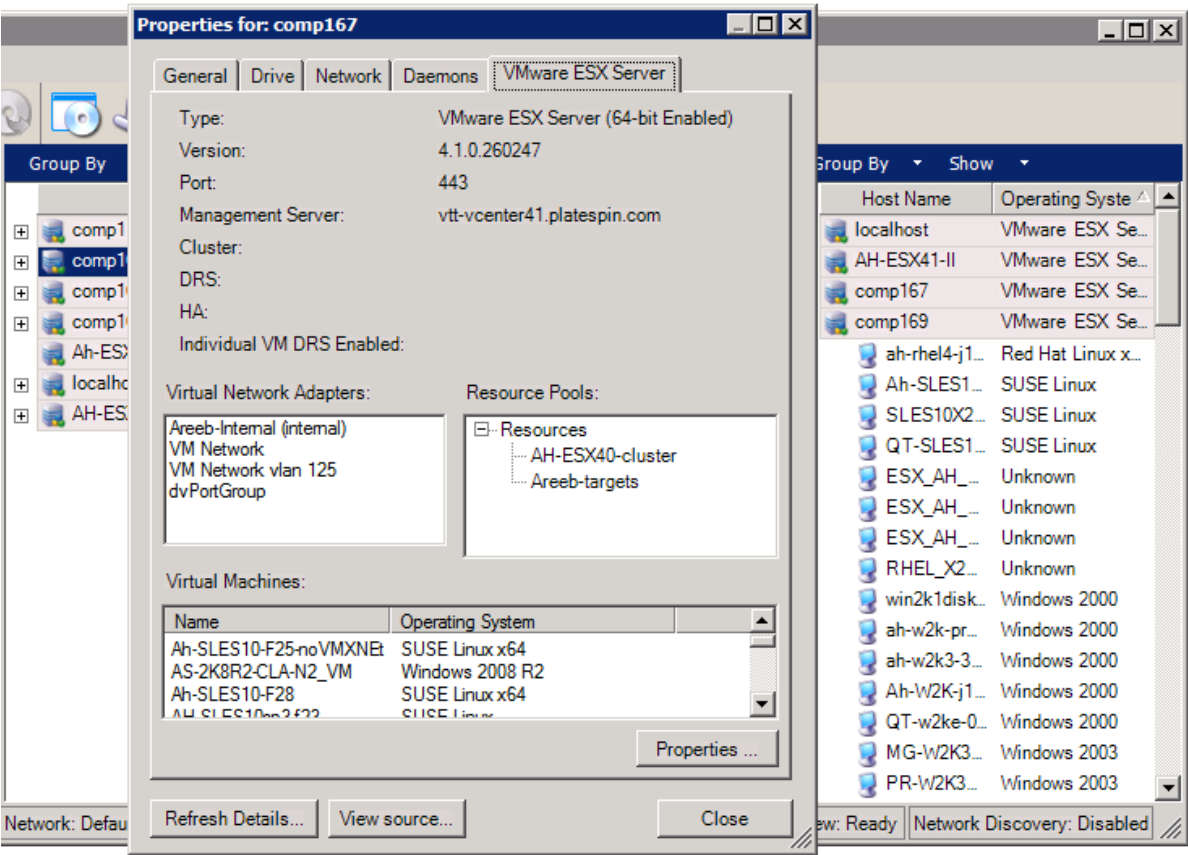 Properties for: comp167
General Drive Network Daemons VMware ESX Server
Type: VMware ESX Server (64-bit Enabled)
Version: 4.1.0.260247
Port: 443
Management Server: vtt-vcenter41.platespin.com
Cluster:
DRS:
HA:
Individual VM DRS Enabled:
Virtual Network Adapters:
Areeb-Internal (internal)
VM Network
VM Network vlan 125
dvPortGroup
Resource Pools:
Resources
AH-ESX40-cluster
Areeb-targets
Virtual Machines:
Name Operating System
Ah-SLES10-F25-noVMXNEt SUSE Linux x64
AS-2K8R2-CLA-N2_VM Windows 2008 R2
Ah-SLES10-F28 SUSE Linux x64
SUSE Linux
Properties ...
Refresh Details... View source... Close
Group By
comp1
comp1
comp1
Ah-ESX
localho
AH-ES
Network: Defau
Group By Show
Host Name Operating Syste
localhost VMware ESX Se...
AH-ESX41-II VMware ESX Se...
comp167 VMware ESX Se...
comp169 VMware ESX Se...
ah-rhel4-j1... Red Hat Linux x...
Ah-SLES1... SUSE Linux
SLES10X2... SUSE Linux
QT-SLES1... SUSE Linux
ESX_AH_... Unknown
ESX_AH_... Unknown
ESX_AH_... Unknown
RHEL_X2... Unknown
win2k1disk... Windows 2000
ah-w2k-pr... Windows 2000
ah-w2k3-3... Windows 2000
Ah-W2K-j1... Windows 2000
QT-w2ke-0... Windows 2000
MG-W2K3... Windows 2003
PR-W2K3... Windows 2003
ew: Ready Network Discovery: Disabled